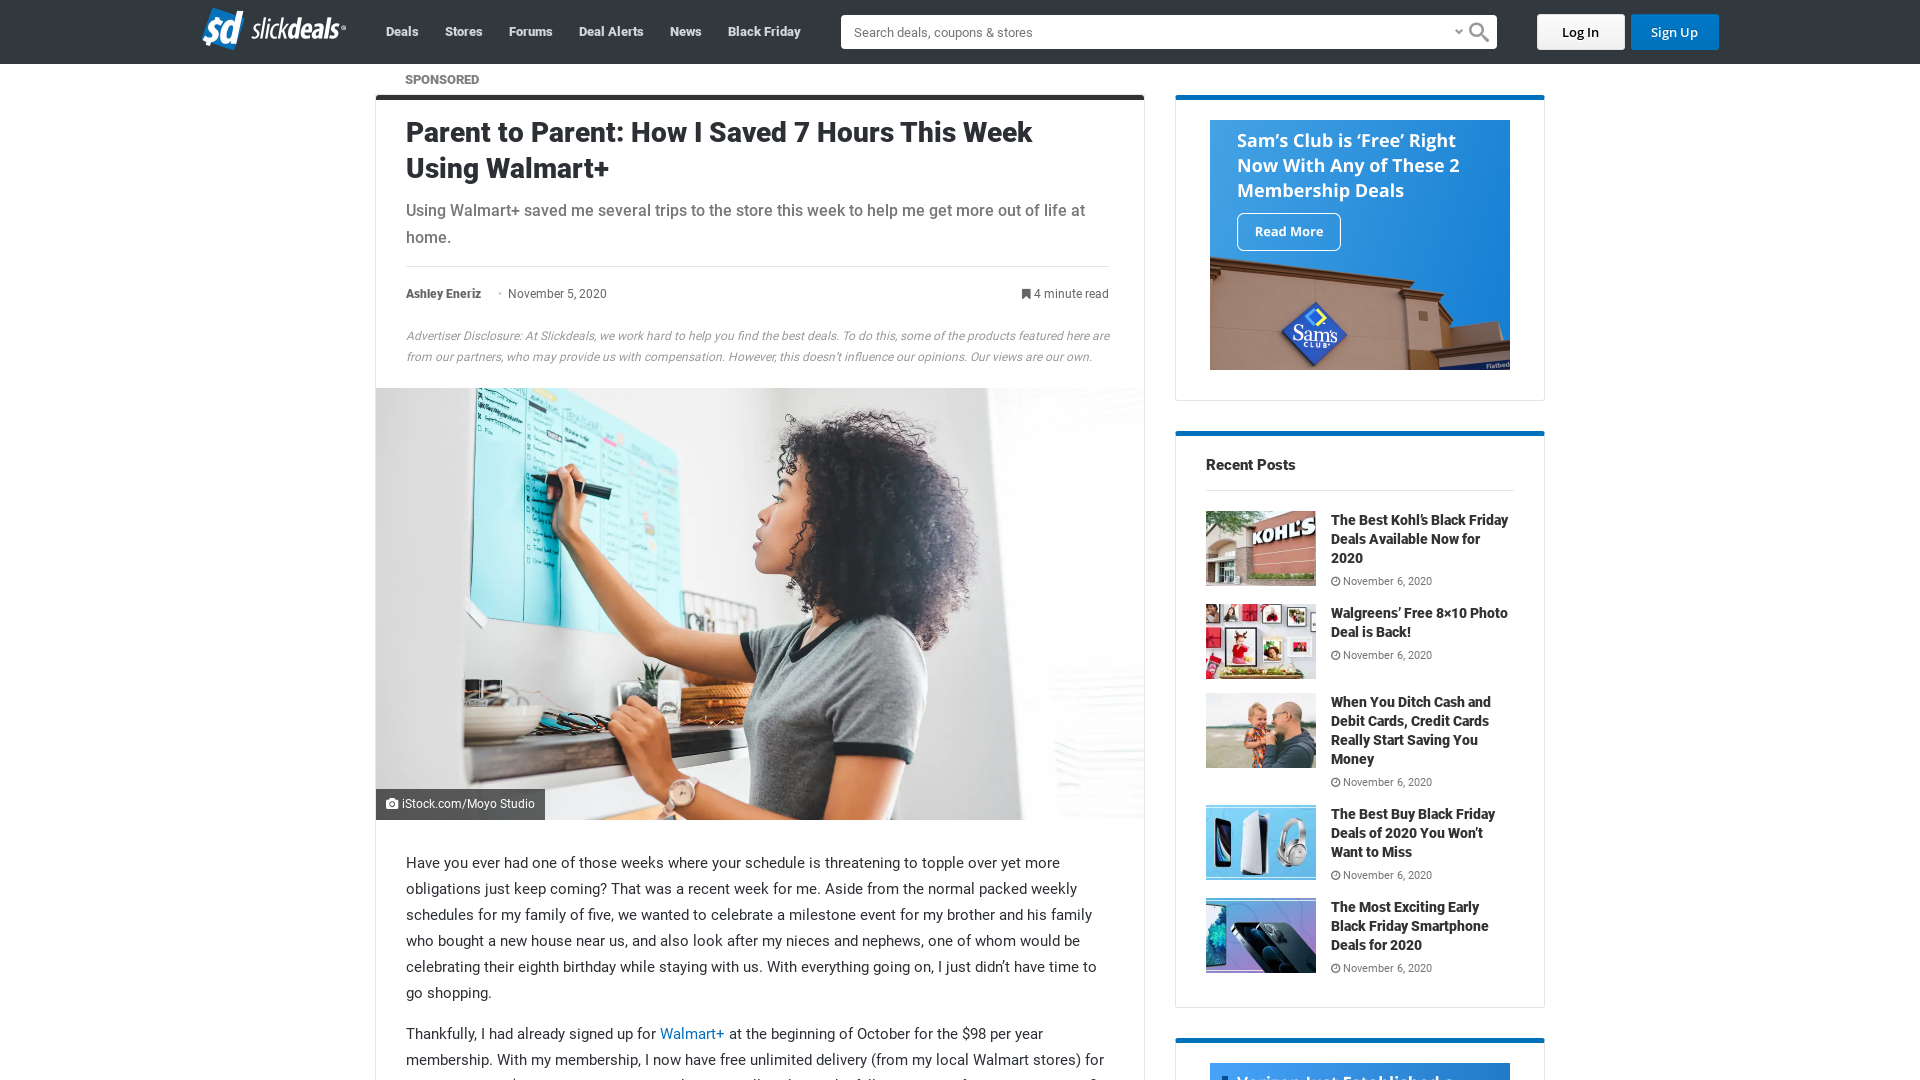 slickdeals
Deals
Stores
Forums
Deal Alerts
News
Black Friday
Search deals, coupons & stores
Log In
Sign Up
SPONSORED
Parent to Parent: How I Saved 7 Hours This Week
Using Walmart+
Using Walmart+ saved me several trips to the store this week to help me get more out of life at
home.
Ashley Eneriz • November 5, 2020
4 minute read
Advertiser Disclosure: At Slickdeals, we work hard to help you find the best deals. To do this, some of the products featured here are
from our partners, who may provide us with compensation. However, this doesn’t influence our opinions. Our views are our own.
iStock.com/Moyo Studio
Have you ever had one of those weeks where your schedule is threatening to topple over yet more
obligations just keep coming? That was a recent week for me. Aside from the normal packed weekly
schedules for my family of five, we wanted to celebrate a milestone event for my brother and his family
who bought a new house near us, and also look after my nieces and nephews, one of whom would be
celebrating their eighth birthday while staying with us. With everything going on, I just didn’t have time to
go shopping.
Thankfully, I had already signed up for Walmart+ at the beginning of October for the $98 per year
membership. With my membership, I now have free unlimited delivery (from my local Walmart stores) for
Sam’s Club is ‘Free’ Right
Now With Any of These 2
Membership Deals
Read More
Sam's
CLUB
Flatbed
Recent Posts
KOHL'S
The Best Kohl’s Black Friday
Deals Available Now for
2020
November 6, 2020
Walgreens’ Free 8×10 Photo
Deal is Back!
November 6, 2020
When You Ditch Cash and
Debit Cards, Credit Cards
Really Start Saving You
Money
November 6, 2020
The Best Buy Black Friday
Deals of 2020 You Won’t
Want to Miss
November 6, 2020
The Most Exciting Early
Black Friday Smartphone
Deals for 2020
November 6, 2020
Verizon Just Established a